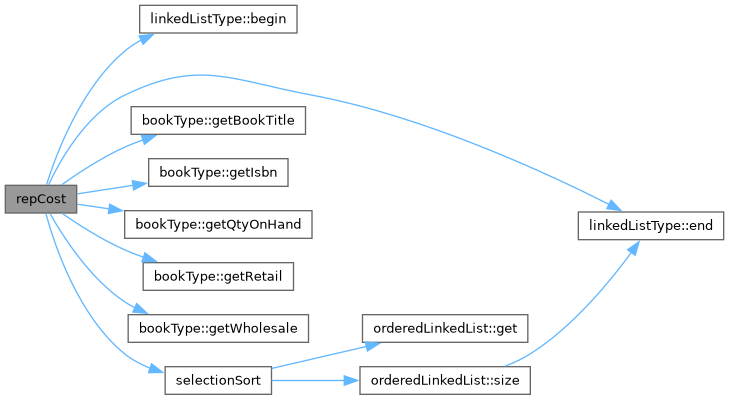 linkedListType::begin
bookType::getBookTitle
bookType::getIsbn
repCost
bookType::getQtyOnHand
linkedListType::end
bookType::getRetail
bookType::getWholesale
orderedLinkedList::get
selectionSort
orderedLinkedList::size